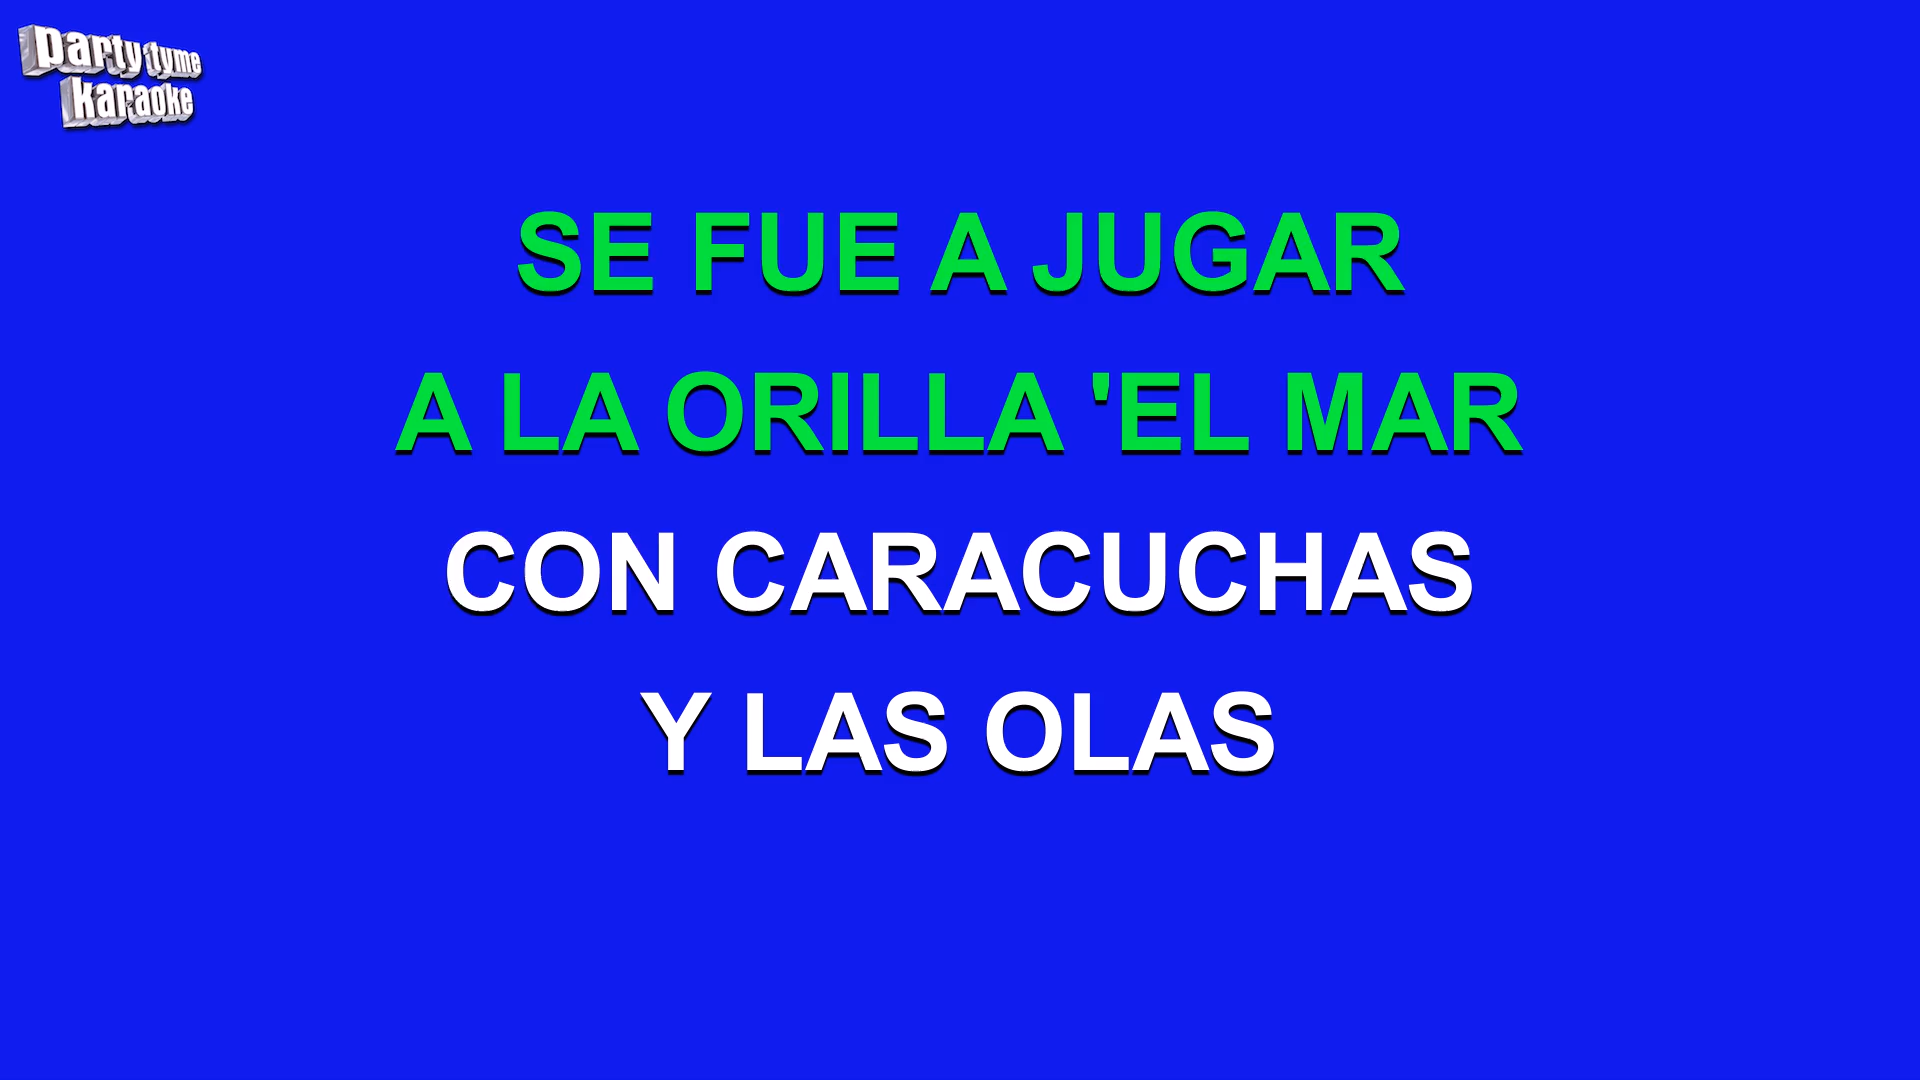 party tyme
karaoke
SE FUE A JUGAR
A LA ORILLA 'EL MAR
CON CARACUCHAS
Y LAS OLAS